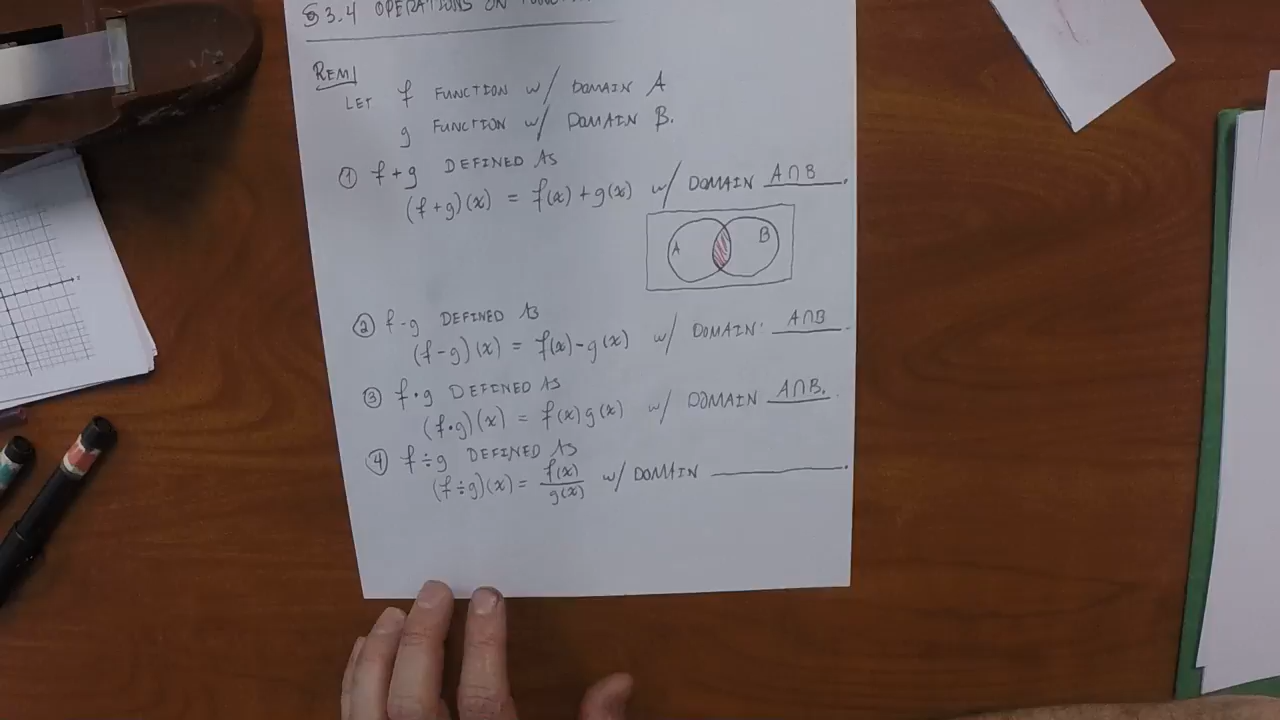 §3.4 OPERATIONS ON
REM
LET f FUNCTION w/ DOMAIN A
g FUNCTION w/ DOMAIN B.
① f+g DEFINED AS
(f+g)(x) = f(x)+g(x) w/ DOMAIN A∩B.
A B
② f-g DEFINED AS
(f-g)(x) = f(x)-g(x) w/ DOMAIN: A∩B.
③ f·g DEFINED AS
(f·g)(x) = f(x)g(x) w/ DOMAIN A∩B.
④ f÷g DEFINED AS
(f÷g)(x) = f(x)/g(x) w/ DOMAIN ________.